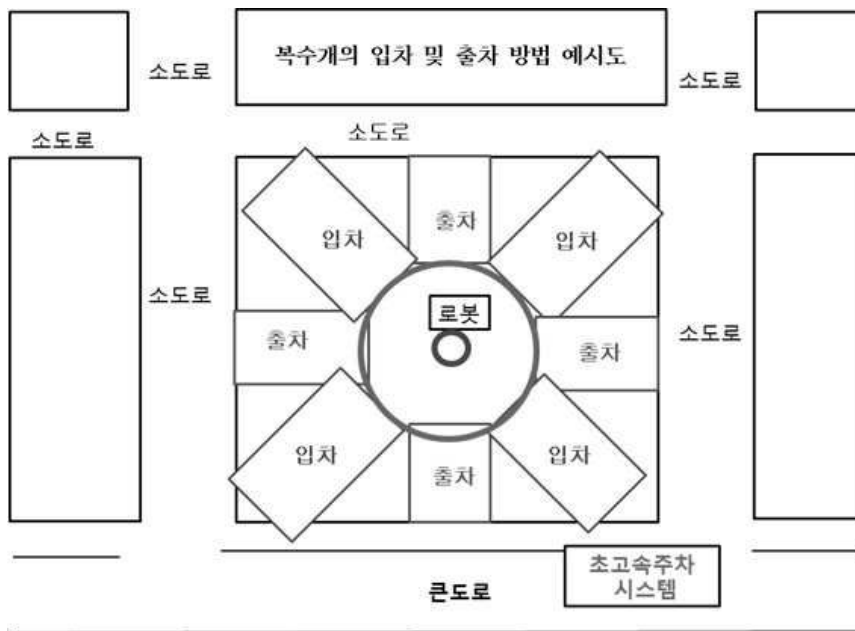 복수개의 입차 및 출차 방법 예시도
소도로
소도로
소도로
소도로
출차
입차
입차
소도로
로봇
출차
출차
소도로
입차
입차
출차
초고속주차
시스템
큰도로